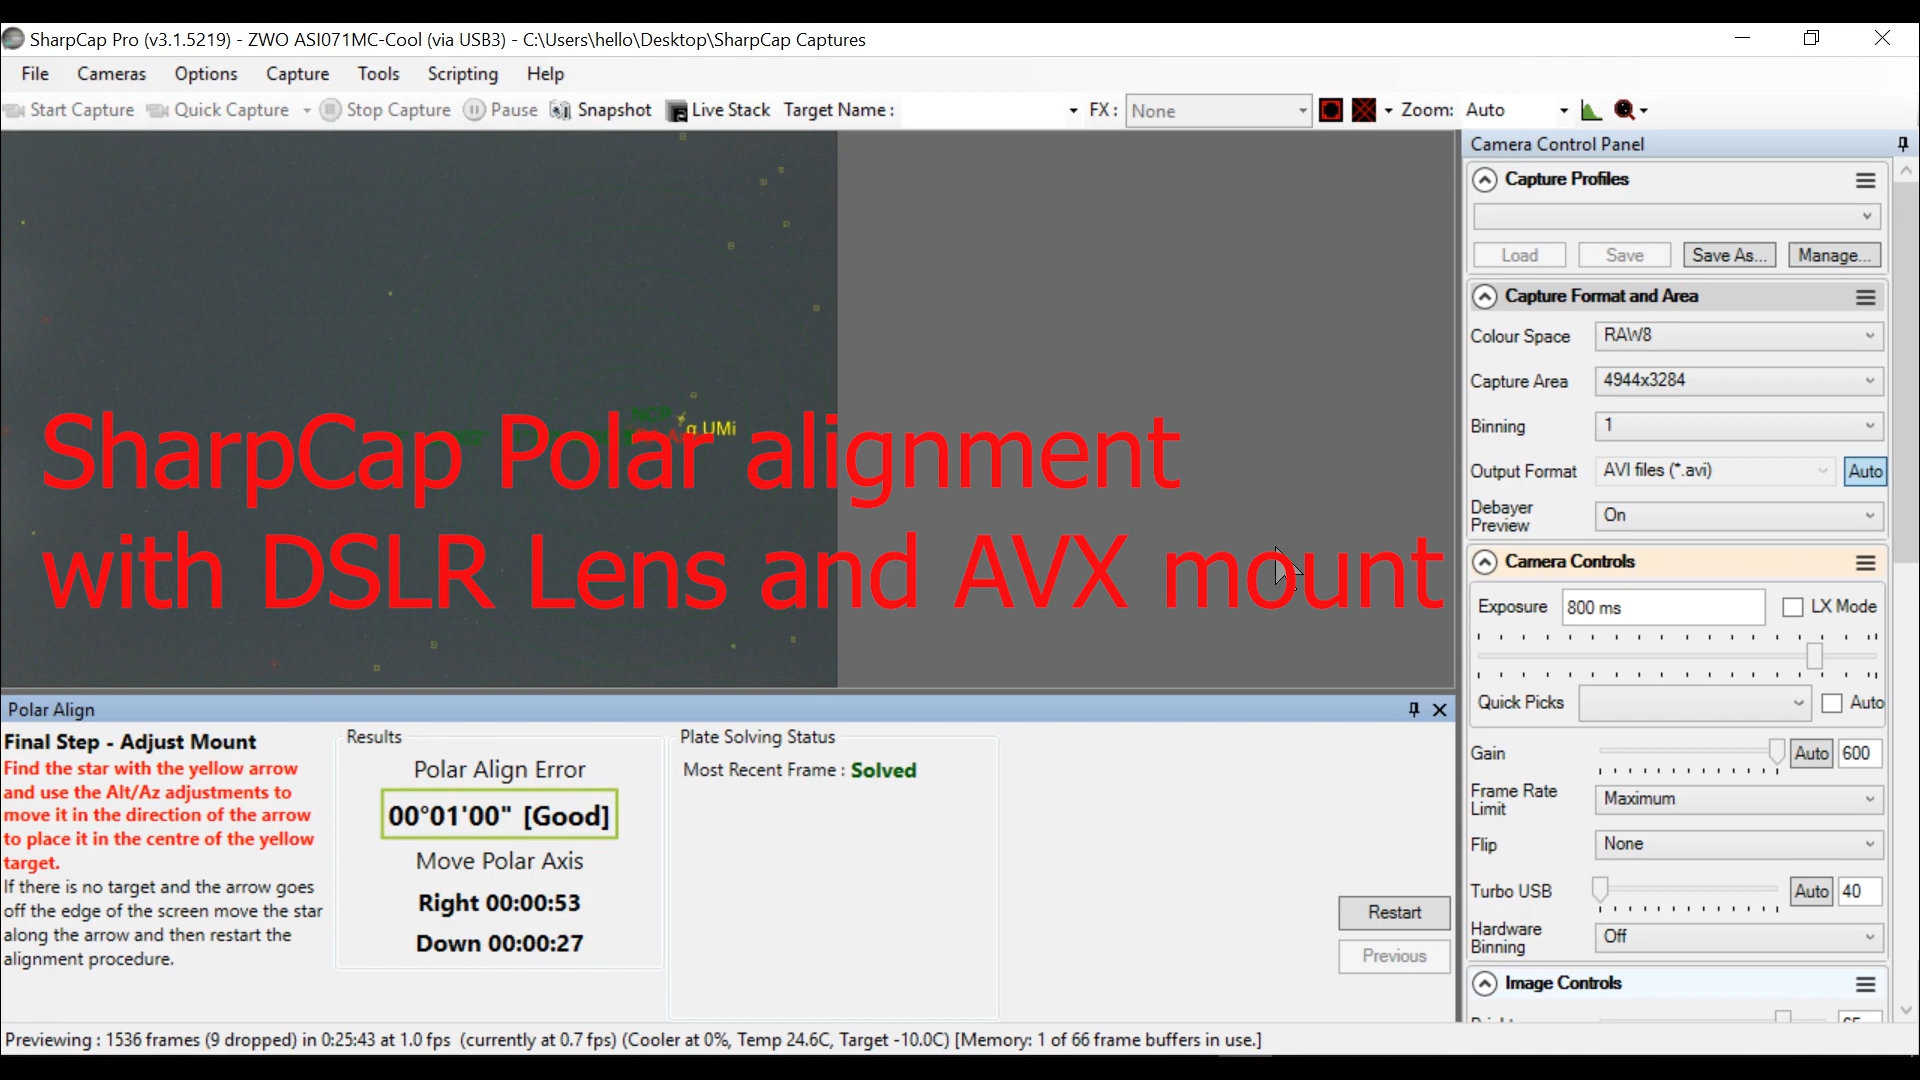 SharpCap Pro (v3.1.5219) - ZWO ASI071MC-Cool (via USB3) - C:\Users\hello\Desktop\SharpCap Captures
File Cameras Options Capture Tools Scripting Help
Start Capture Quick Capture Stop Capture Pause Snapshot Live Stack Target Name : FX : None Zoom: Auto
α UMi
SharpCap Polar alignment
with DSLR Lens and AVX mount
Camera Control Panel
Capture Profiles
Load Save Save As... Manage...
Capture Format and Area
Colour Space RAW8
Capture Area 4944x3284
Binning 1
Output Format AVI files (*.avi) Auto
Debayer
Preview On
Camera Controls
Exposure 800 ms LX Mode
Quick Picks Auto
Gain Auto 600
Frame Rate
Limit Maximum
Flip None
Turbo USB Auto 40
Hardware
Binning Off
Image Controls
Polar Align
Final Step - Adjust Mount
Find the star with the yellow arrow
and use the Alt/Az adjustments to
move it in the direction of the arrow
to place it in the centre of the yellow
target.
If there is no target and the arrow goes
off the edge of the screen move the star
along the arrow and then restart the
alignment procedure.
Results
Polar Align Error
00°01'00" [Good]
Move Polar Axis
Right 00:00:53
Down 00:00:27
Plate Solving Status
Most Recent Frame : Solved
Restart
Previous
Previewing : 1536 frames (9 dropped) in 0:25:43 at 1.0 fps (currently at 0.7 fps) (Cooler at 0%, Temp 24.6C, Target -10.0C) [Memory: 1 of 66 frame buffers in use.]